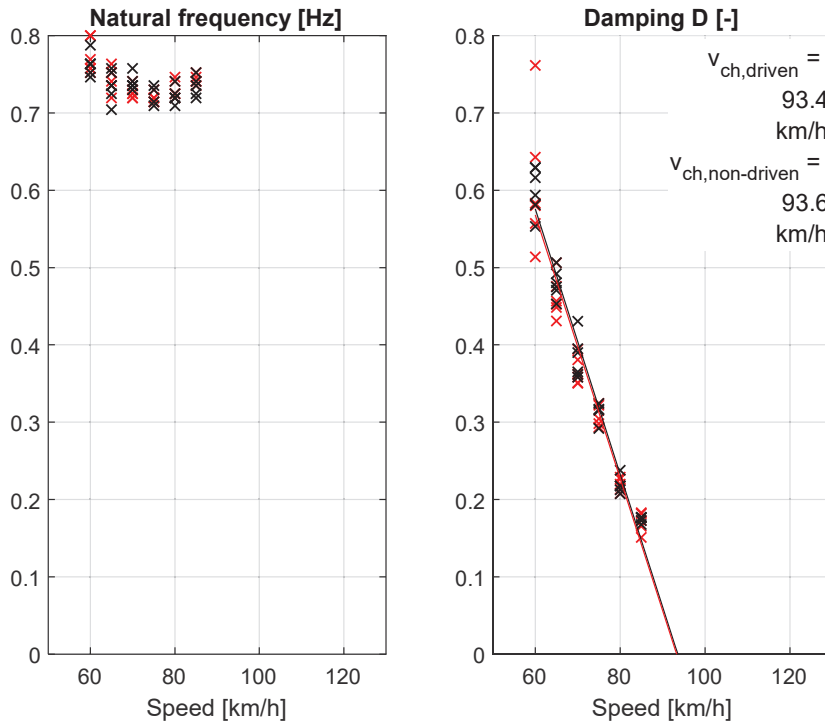 Natural frequency [Hz]
0.8
0.7
0.6
0.5
0.4
0.3
0.2
0.1
0
60 80 100 120
Speed [km/h]
Damping D [-]
v_ch,driven =
93.4
km/h
v_ch,non-driven =
93.6
km/h
0.8
0.7
0.6
0.5
0.4
0.3
0.2
0.1
0
60 80 100 120
Speed [km/h]